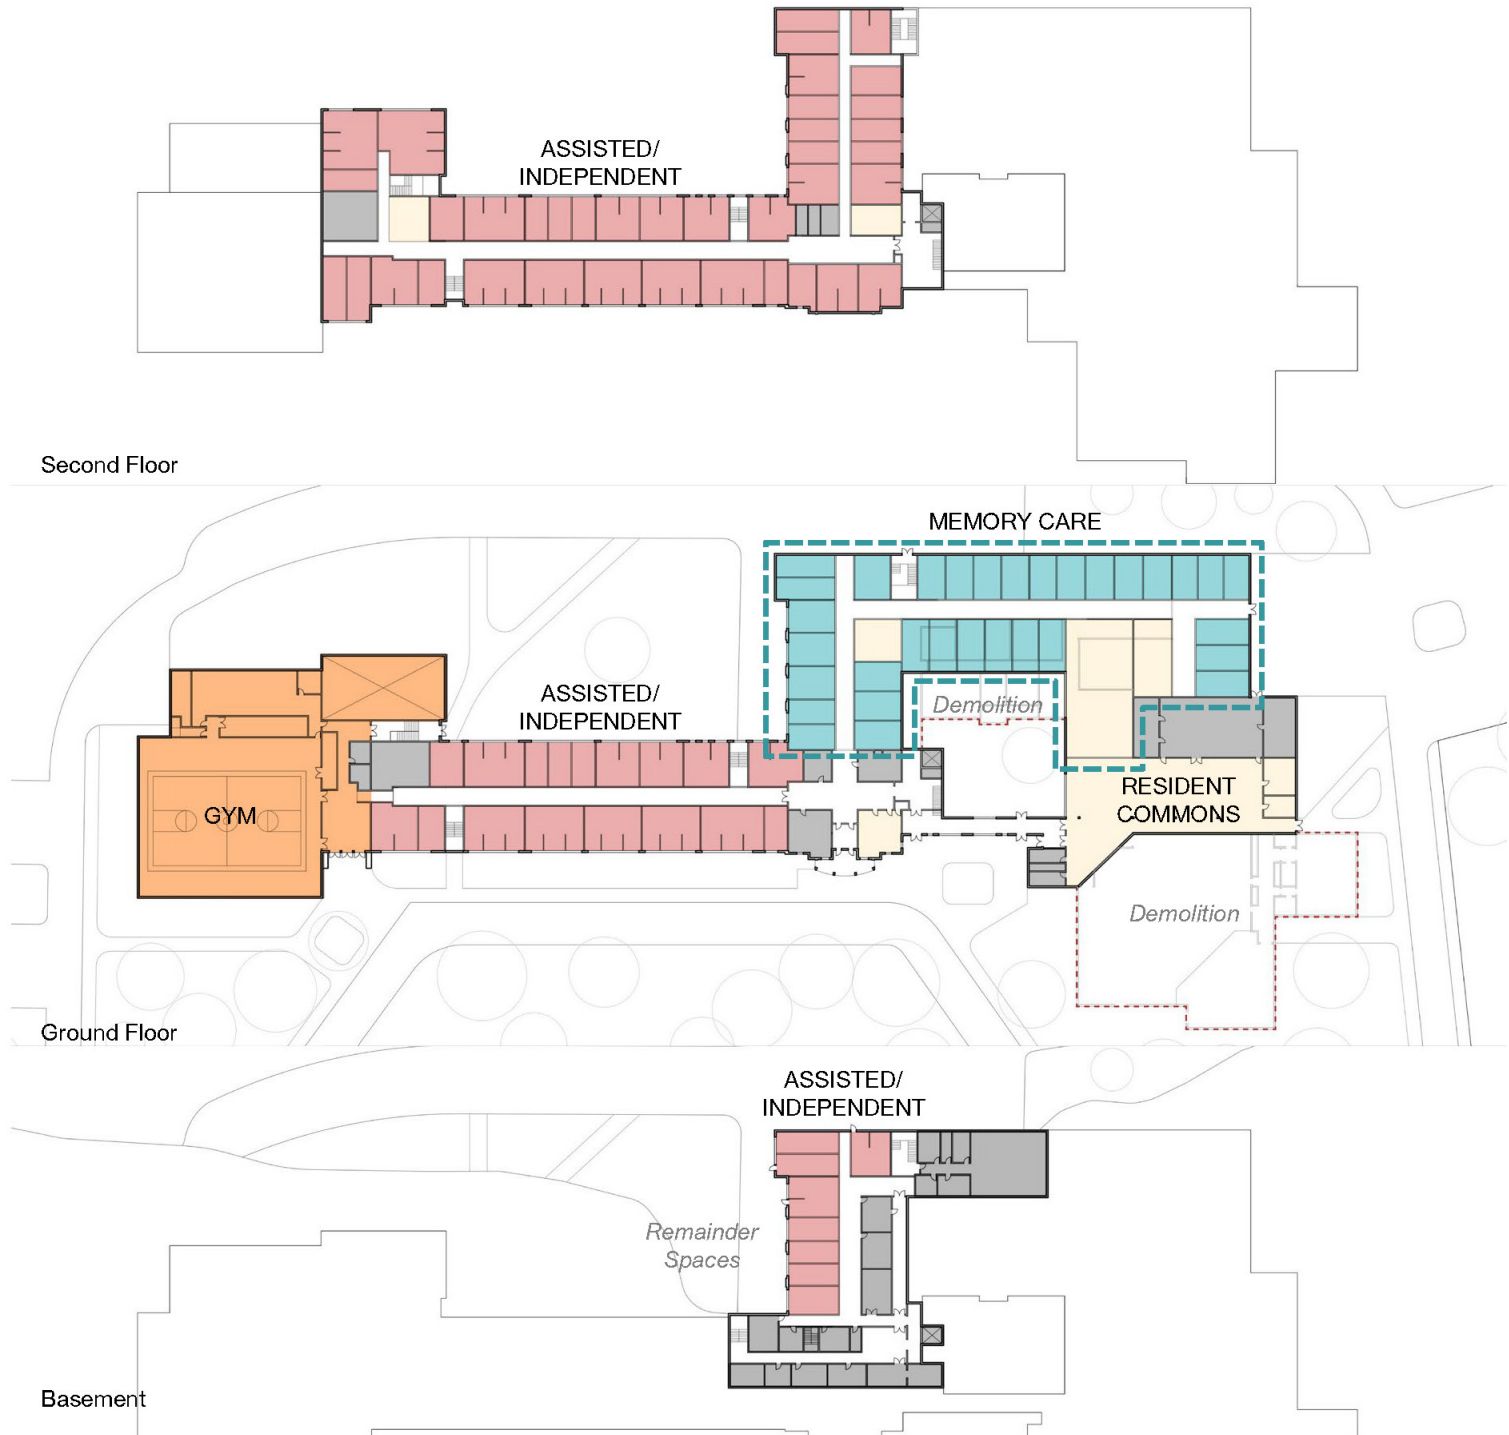 ASSISTED/
INDEPENDENT
Second Floor
MEMORY CARE
ASSISTED/
INDEPENDENT
Demolition
GYM
RESIDENT
COMMONS
Demolition
Ground Floor
ASSISTED/
INDEPENDENT
Remainder
Spaces
Basement